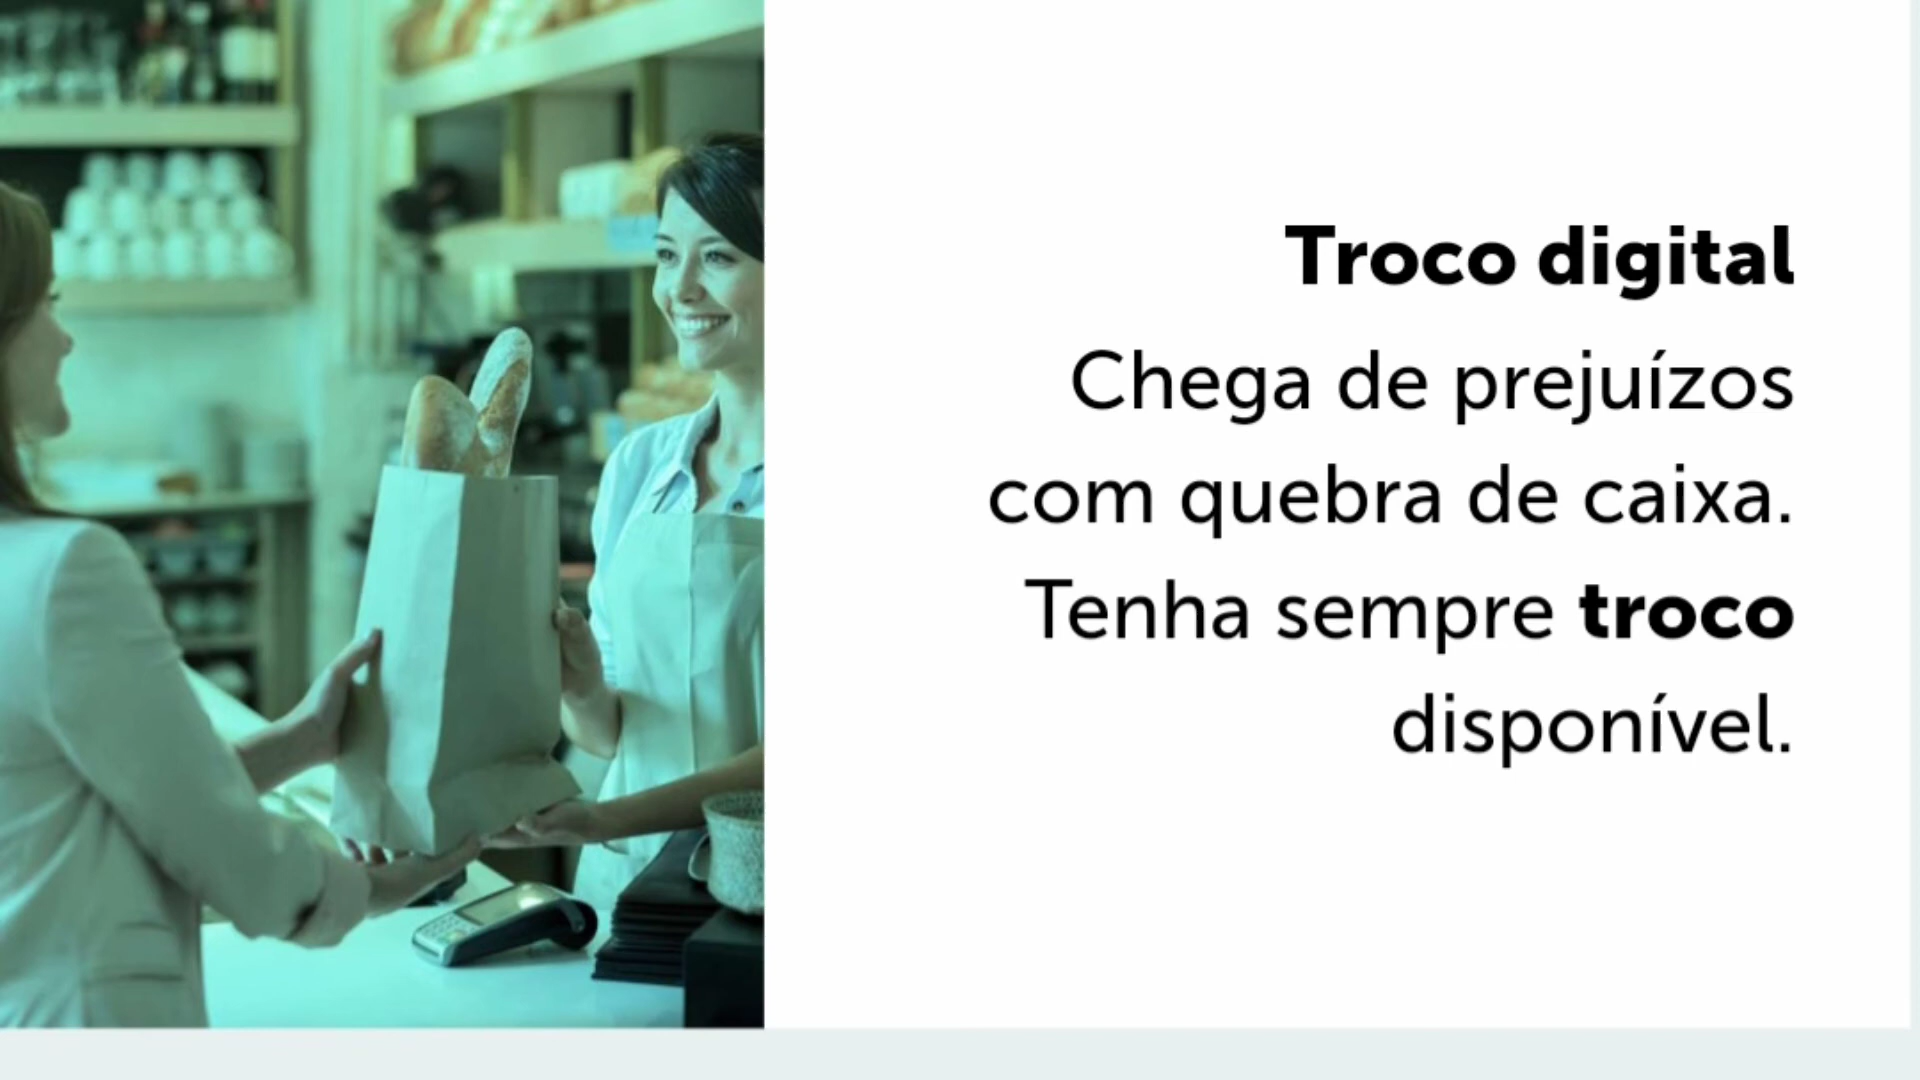 Troco digital
Chega de prejuízos
com quebra de caixa.
Tenha sempre troco
disponível.